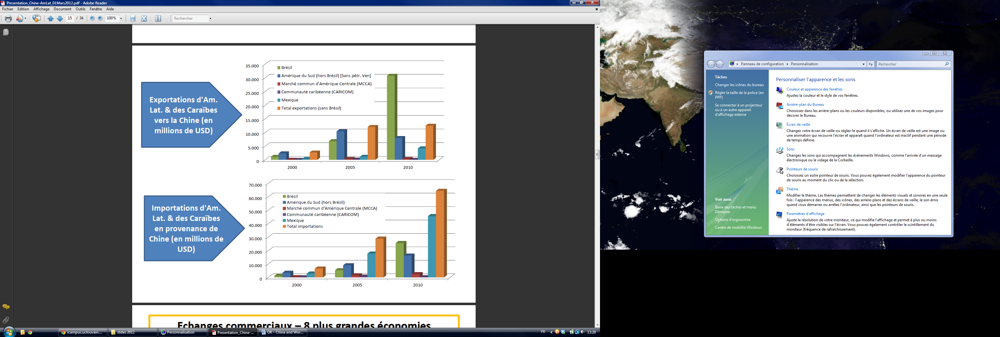 Presentation_Chine-AmLat_01Mars2012.pdf - Adobe Reader
Fichier Edition Affichage Document Outils Fenêtre Aide
15 / 34 100% Rechercher
35.000
30.000
25.000
20.000
15.000
10.000
5.000
0
Brésil
Amérique du Sud (hors Brésil) [Sans pétr. Ven]
Marché commun d'Amérique Centrale (MCCA)
Communauté caribéenne (CARICOM)
Mexique
Total exportations (sans Brésil)
2000 2005 2010
Exportations d'Am.
Lat. & des Caraïbes
vers la Chine (en
millions de USD)
70.000
60.000
50.000
40.000
30.000
20.000
10.000
0
Brésil
Amérique du Sud (hors Brésil)
Marché commun d'Amérique Centrale (MCCA)
Communauté caribéenne (CARICOM)
Mexique
Total importations
2000 2005 2010
Importations d'Am.
Lat. & des Caraïbes
en provenance de
Chine (en millions de
USD)
Echanges commerciaux – 8 plus grandes économies
icampus.uclouvain.... slides 2012 Personnalisation Presentation_Chine-... OK - China and Wor... FR 13:20
Panneau de configuration Personnalisation Rechercher
Tâches
Changer les icônes du bureau
Régler la taille de la police (en
PPP)
Se connecter à un projecteur
ou à un autre appareil
d'affichage externe
Voir aussi
Barre des tâches et menu
Démarrer
Options d'ergonomie
Centre de mobilité Windows
Personnaliser l'apparence et les sons
Couleur et apparence des fenêtres
Ajustez la couleur et le style de vos fenêtres.
Arrière-plan du Bureau
Choisissez dans les arrière-plans ou les couleurs disponibles, ou utilisez une de vos images pour
décorer le Bureau.
Écran de veille
Changez votre écran de veille ou réglez-le quand il s'affiche. Un écran de veille est une image ou
une animation qui recouvre l'écran et apparaît quand l'ordinateur est inactif pendant une période
de temps définie.
Sons
Changez les sons qui accompagnent les événements Windows, comme l'arrivée d'un message
électronique ou le vidage de la Corbeille.
Pointeurs de souris
Choisissez un autre pointeur de souris. Vous pouvez également modifier l'apparence du pointeur
de souris au moment du clic ou de la sélection.
Thème
Modifier le thème. Les thèmes permettent de changer les éléments visuels et sonores en une seule
fois : l'apparence des menus, des icônes, des arrière-plans et des écrans de veille, le son émis
quand vous démarrez ou arrêtez l'ordinateur, ainsi que les pointeurs de souris.
Paramètres d'affichage
Ajuste la résolution de votre moniteur, ce qui modifie l'affichage et permet à plus ou moins
d'éléments d'être visibles sur l'écran. Vous pouvez également contrôler le scintillement du
moniteur (fréquence de rafraîchissement).